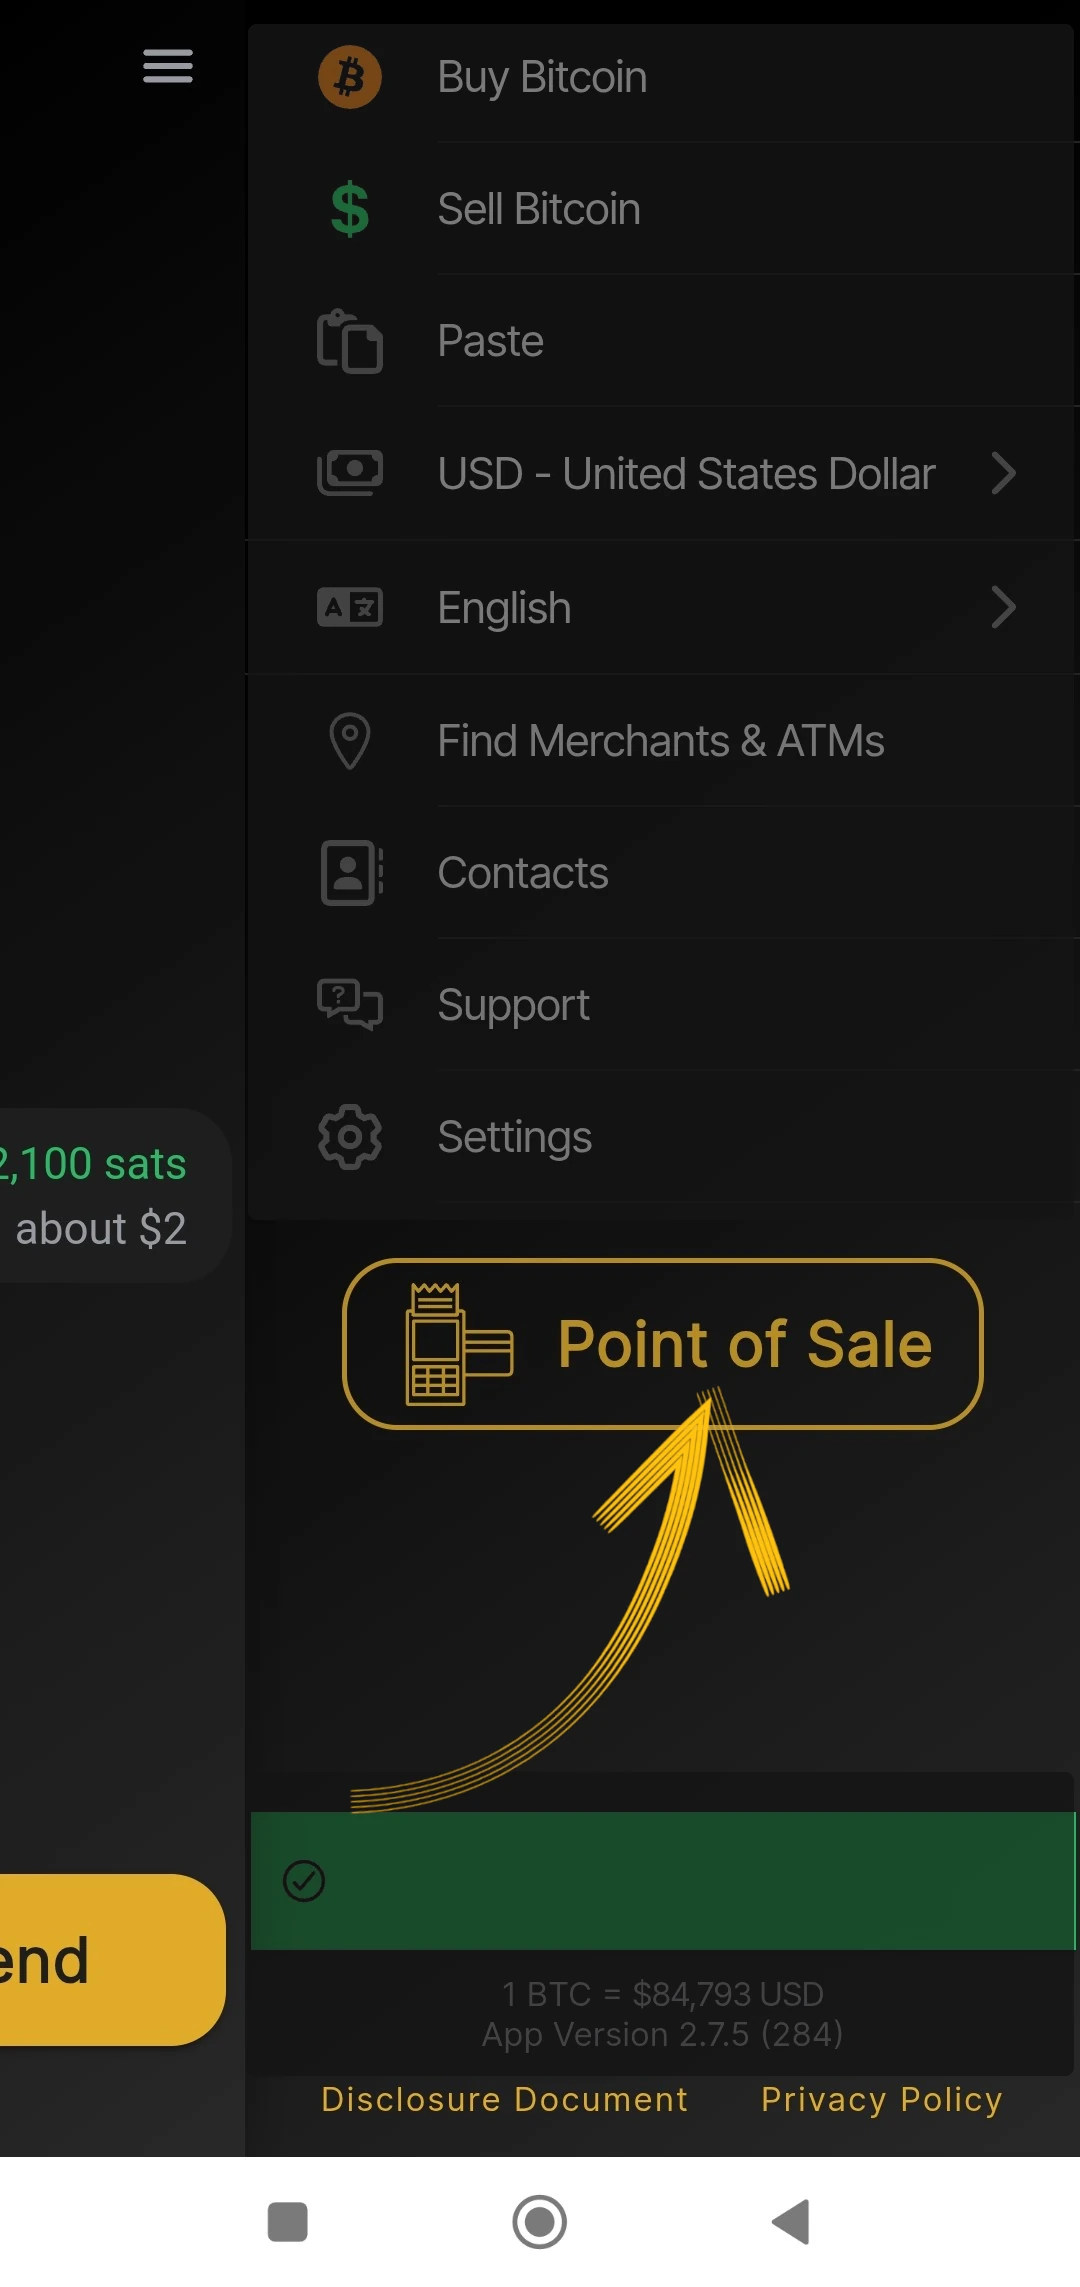 Buy Bitcoin
Sell Bitcoin
Paste
USD - United States Dollar
English
Find Merchants & ATMs
Contacts
Support
2,100 sats
about $2
Settings
Point of Sale
end
1 BTC = $84,793 USD
App Version 2.7.5 (284)
Disclosure Document
Privacy Policy